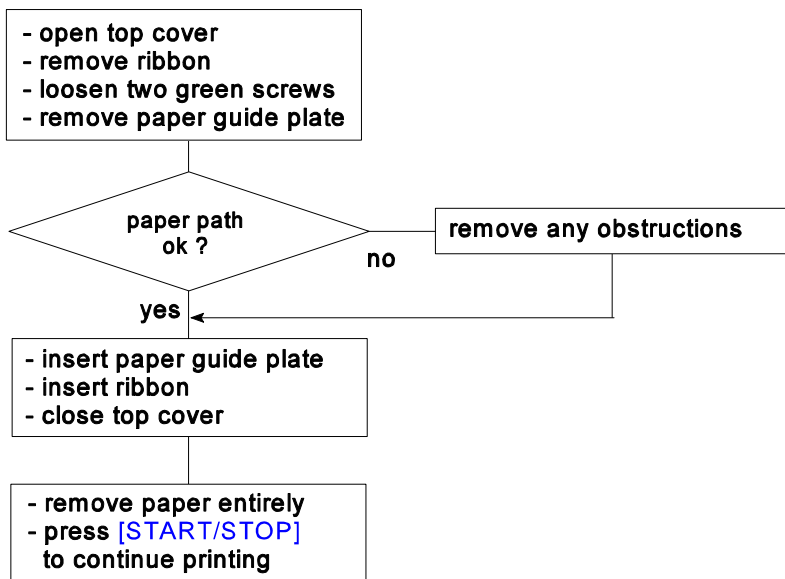 - open top cover
- remove ribbon
- loosen two green screws
- remove paper guide plate
paper path
ok ?
remove any obstructions
no
yes
- insert paper guide plate
- insert ribbon
- close top cover
- remove paper entirely
- press [START/STOP]
to continue printing